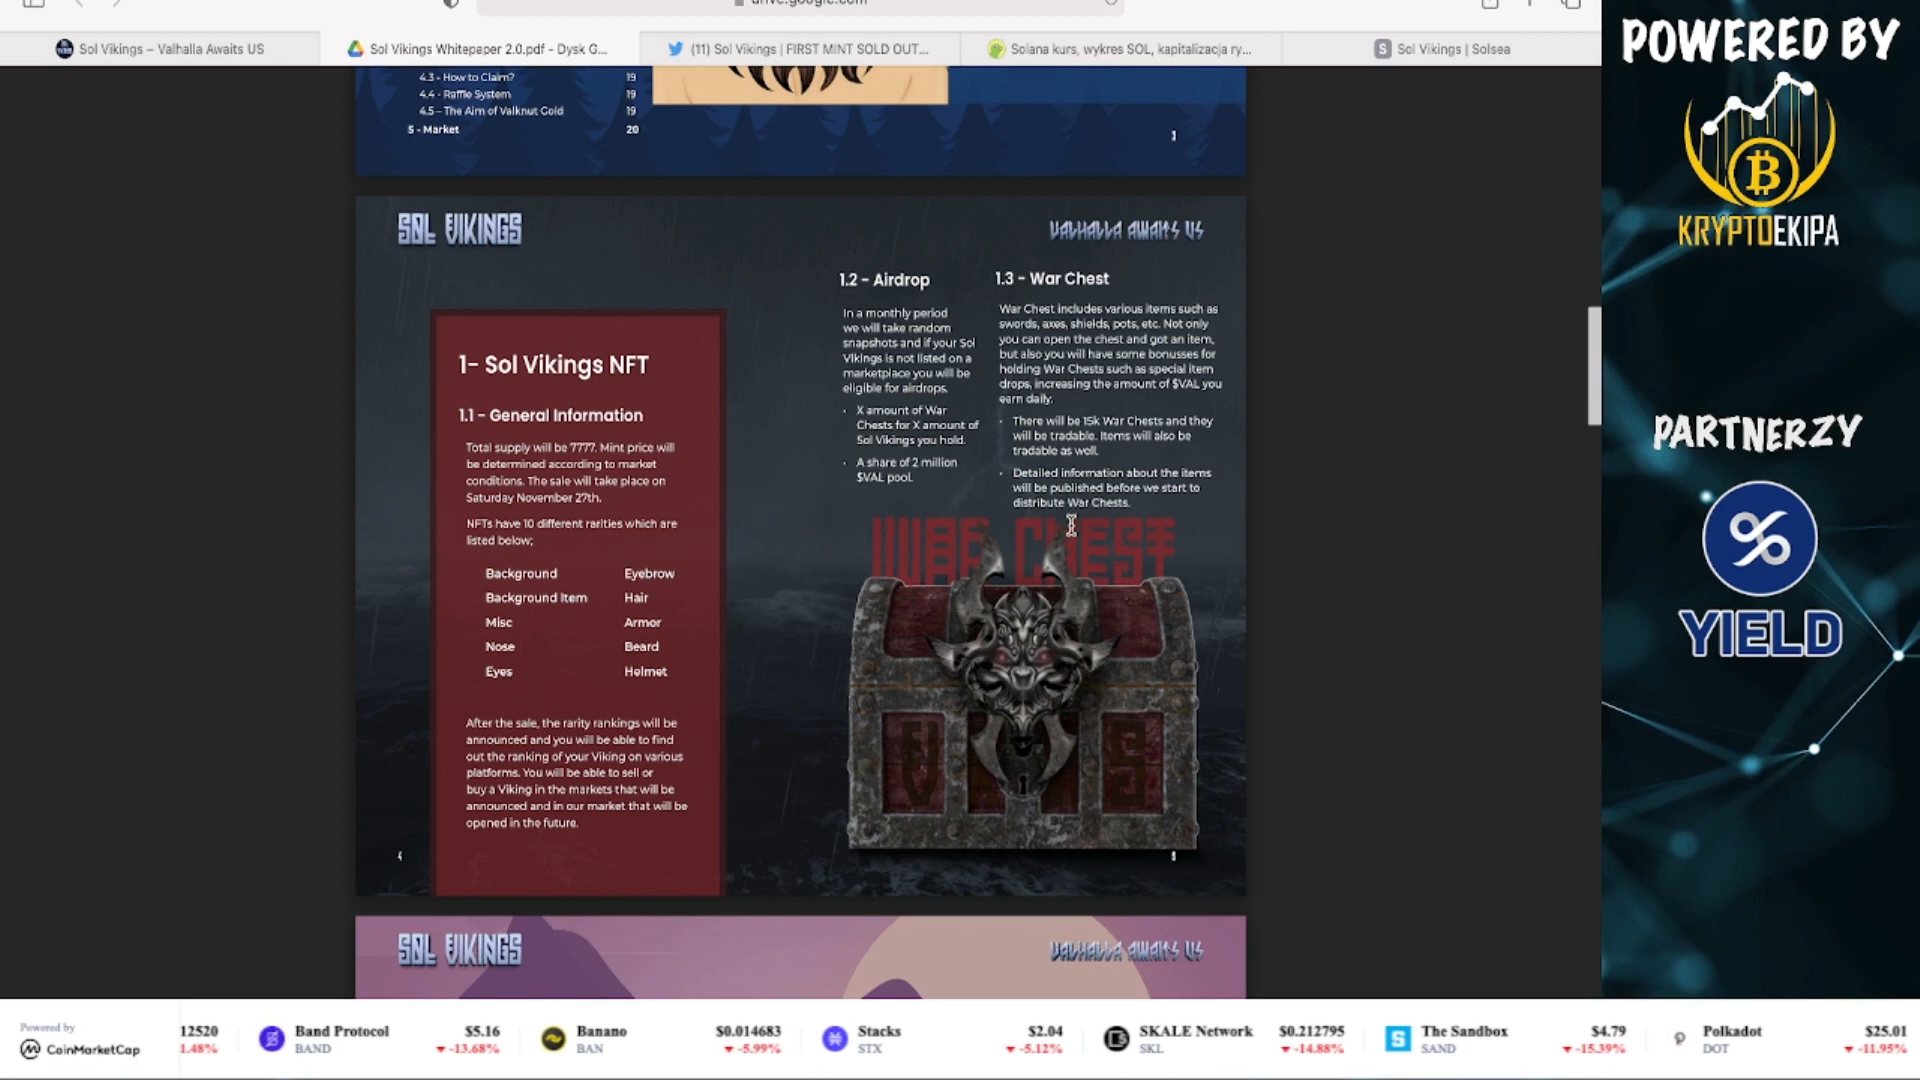 drive.google.com
Sol Vikings – Valhalla Awaits US
Sol Vikings Whitepaper 2.0.pdf - Dysk G...
(11) Sol Vikings | FIRST MINT SOLD OUT...
Solana kurs, wykres SOL, kapitalizacja ry...
S
Sol Vikings | Solsea
4.3 - How to Claim? 19
4.4 - Raffle System 19
4.5 – The Aim of Valknut Gold 19
5 - Market 20
3
SOL VIKINGS
VALHALLA AWAITS US
1- Sol Vikings NFT
1.1 - General Information
Total supply will be 7777. Mint price will
be determined according to market
conditions. The sale will take place on
Saturday November 27th.
NFTs have 10 different rarities which are
listed below;
Background Eyebrow
Background Item Hair
Misc Armor
Nose Beard
Eyes Helmet
After the sale, the rarity rankings will be
announced and you will be able to find
out the ranking of your Viking on various
platforms. You will be able to sell or
buy a Viking in the markets that will be
announced and in our market that will be
opened in the future.
4
1.2 - Airdrop
In a monthly period
we will take random
snapshots and if your Sol
Vikings is not listed on a
marketplace you will be
eligible for airdrops.
· X amount of War
Chests for X amount of
Sol Vikings you hold.
· A share of 2 million
$VAL pool.
1.3 - War Chest
War Chest includes various items such as
swords, axes, shields, pots, etc. Not only
you can open the chest and got an item,
but also you will have some bonusses for
holding War Chests such as special item
drops, increasing the amount of $VAL you
earn daily.
· There will be 15k War Chests and they
will be tradable. Items will also be
tradable as well.
· Detailed information about the items
will be published before we start to
distribute War Chests.
WAR CHEST
V S
5
SOL VIKINGS
VALHALLA AWAITS US
POWERED BY
KRYPTOEKIPA
PARTNERZY
YIELD
Powered by
CoinMarketCap
12520
1.48%
Band Protocol $5.16
BAND ▼ -13.68%
Banano $0.014683
BAN ▼ -5.99%
Stacks $2.04
STX ▼ -5.12%
SKALE Network $0.212795
SKL ▼ -14.88%
The Sandbox $4.79
SAND ▼ -15.39%
Polkadot $25.01
DOT ▼ -11.95%